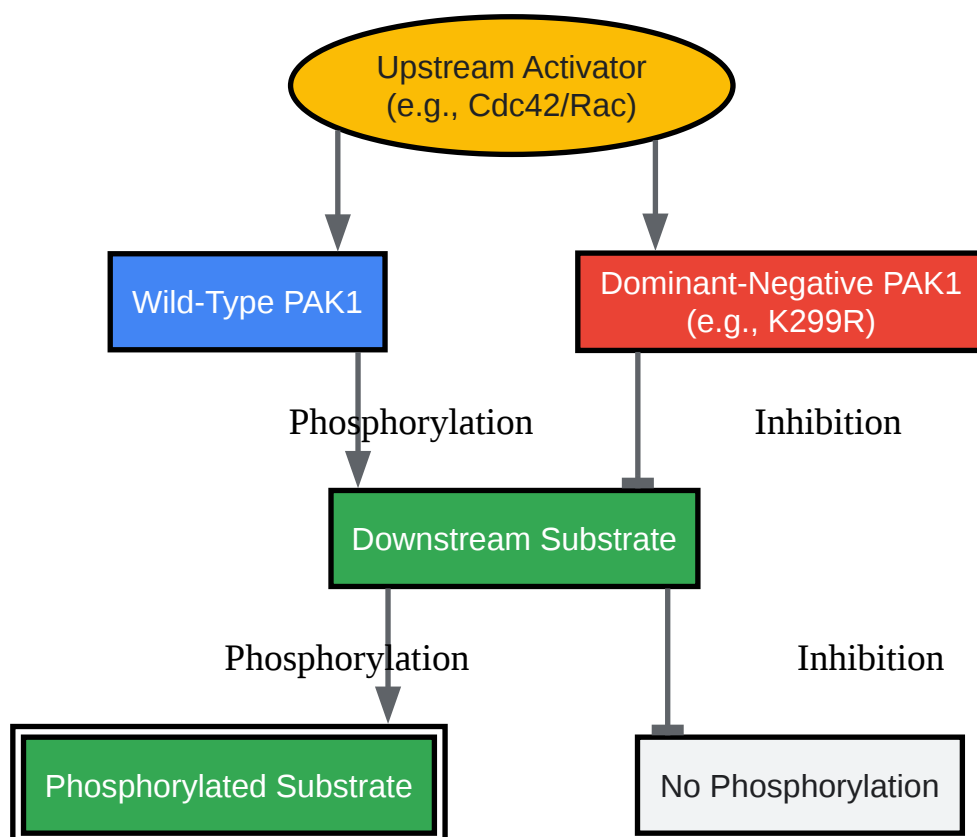 Upstream Activator
(e.g., Cdc42/Rac)
Wild-Type PAK1
Dominant-Negative PAK1
(e.g., K299R)
Phosphorylation
Inhibition
Downstream Substrate
Phosphorylation
Inhibition
Phosphorylated Substrate
No Phosphorylation